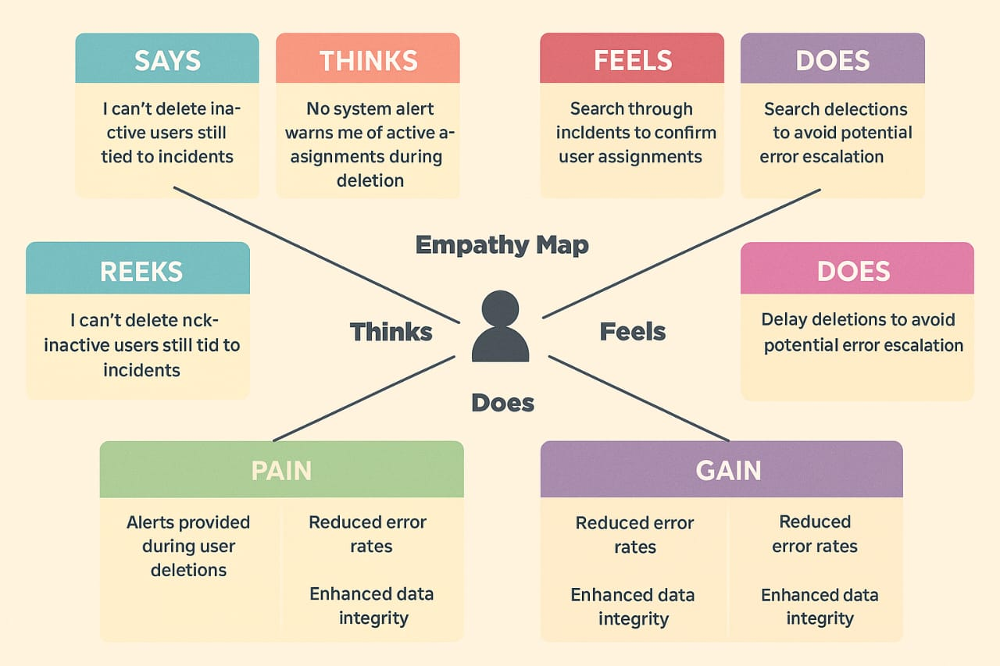 SAYS
I can't delete ina-
ctive users still
tied to incidents
THINKS
No system alert
warns me of active a-
asignments during
deletion
FEELS
Search through
incldents to confirm
user assignments
DOES
Search delections
to avoid potential
error escalation
Empathy Map
REEKS
I can't delete nck-
inactive users still tid to
incidents
Thinks
Feels
Does
DOES
Delay deletions to avoid
potential error escalation
PAIN
Alerts provided
during user
deletions
Reduced error
rates
Enhanced data
integrity
GAIN
Reduced error
rates
Enhanced data
integrity
Reduced
error rates
Enhanced data
integrity